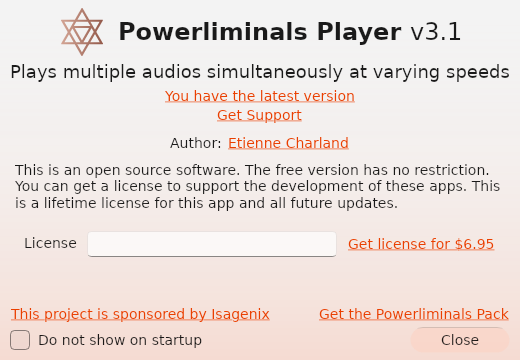 Powerliminals Player v3.1
Plays multiple audios simultaneously at varying speeds
You have the latest version
Get Support
Author: Etienne Charland
This is an open source software. The free version has no restriction.
You can get a license to support the development of these apps. This
is a lifetime license for this app and all future updates.
License Get license for $6.95
This project is sponsored by Isagenix Get the Powerliminals Pack
Do not show on startup Close